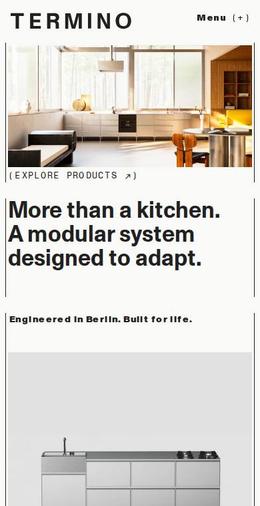 TERMINO
Menu (+)
(EXPLORE PRODUCTS ↗)
More than a kitchen.
A modular system
designed to adapt.
Engineered in Berlin. Built for life.